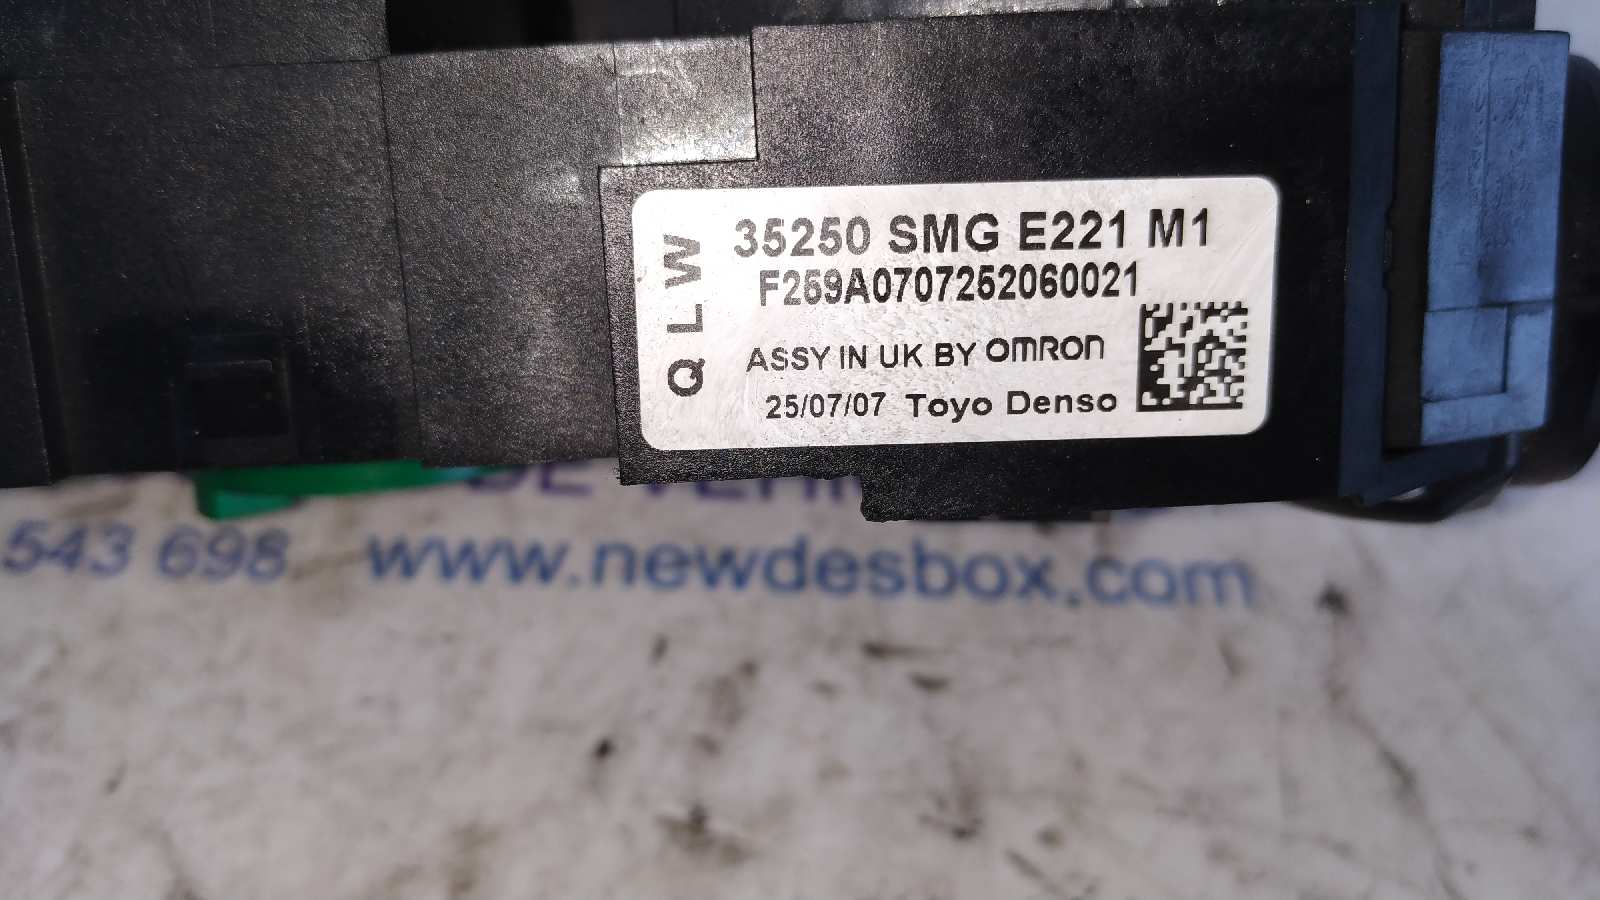 35250 SMG E221 M1
F259A0707252060021
ASSY IN UK BY OMRON
25/07/07 Toyo Denso
QLW
543 698 www.newdesbox.com